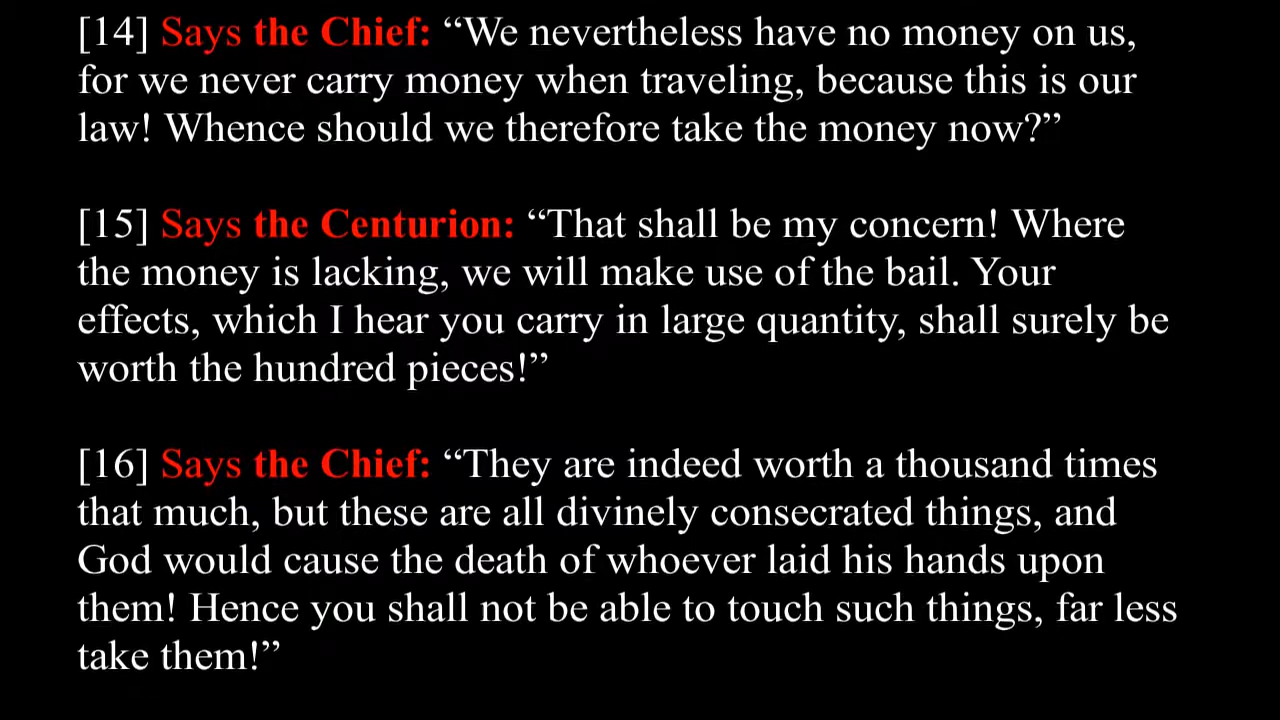 [14] Says the Chief: “We nevertheless have no money on us,
for we never carry money when traveling, because this is our
law! Whence should we therefore take the money now?”
[15] Says the Centurion: “That shall be my concern! Where
the money is lacking, we will make use of the bail. Your
effects, which I hear you carry in large quantity, shall surely be
worth the hundred pieces!”
[16] Says the Chief: “They are indeed worth a thousand times
that much, but these are all divinely consecrated things, and
God would cause the death of whoever laid his hands upon
them! Hence you shall not be able to touch such things, far less
take them!”